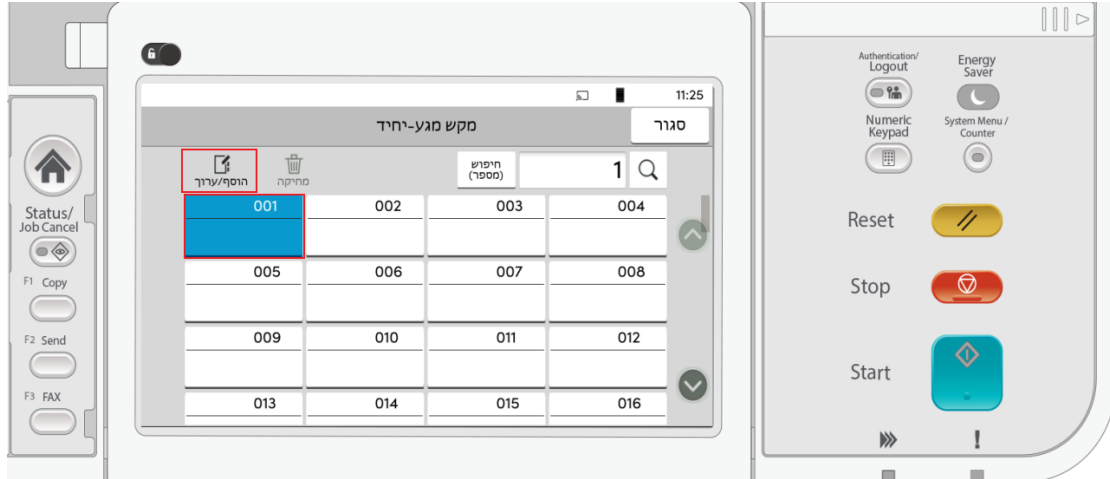 Status/
Job Cancel
F1 Copy
F2 Send
F3 FAX
11:25
מקש מגע-יחיד
סגור
הוסף/ערוך
מחיקה
חיפוש
(מספר)
1
001 002 003 004
005 006 007 008
009 010 011 012
013 014 015 016
Authentication/
Logout
Energy
Saver
Numeric
Keypad
System Menu /
Counter
Reset
Stop
Start